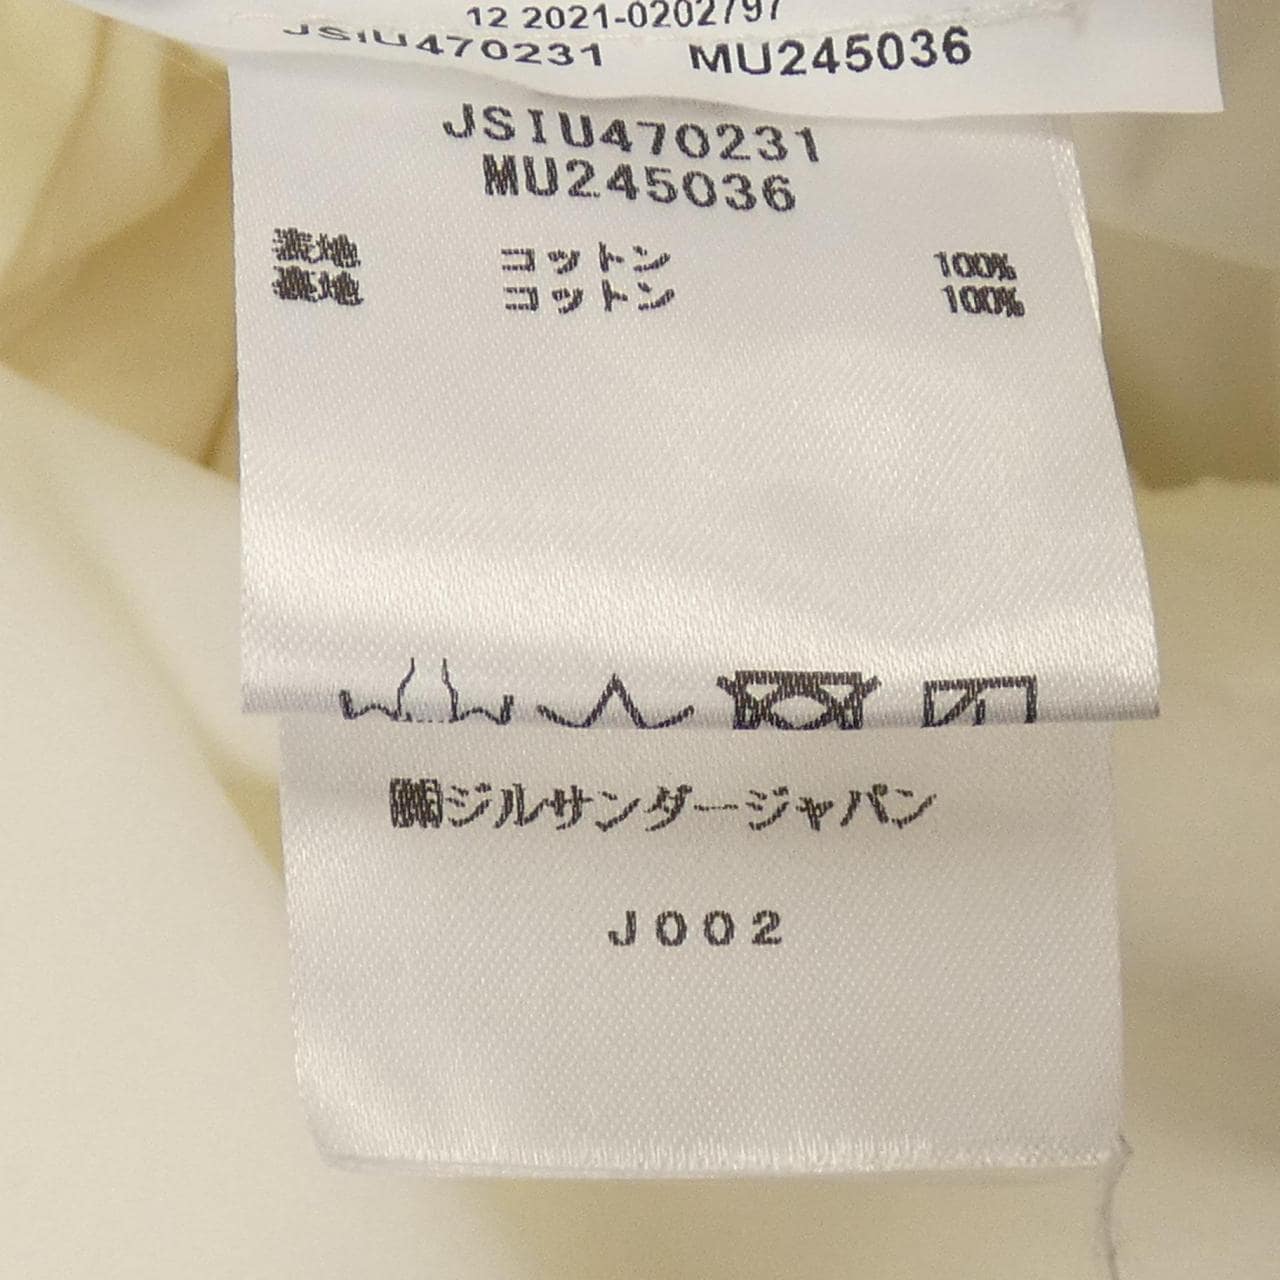 12 2021-0202797
JSIU470231 MU245036
JSIU470231
MU245036
表地 コットン 100%
裏地 コットン 100%
㈱ジルサンダージャパン
J002